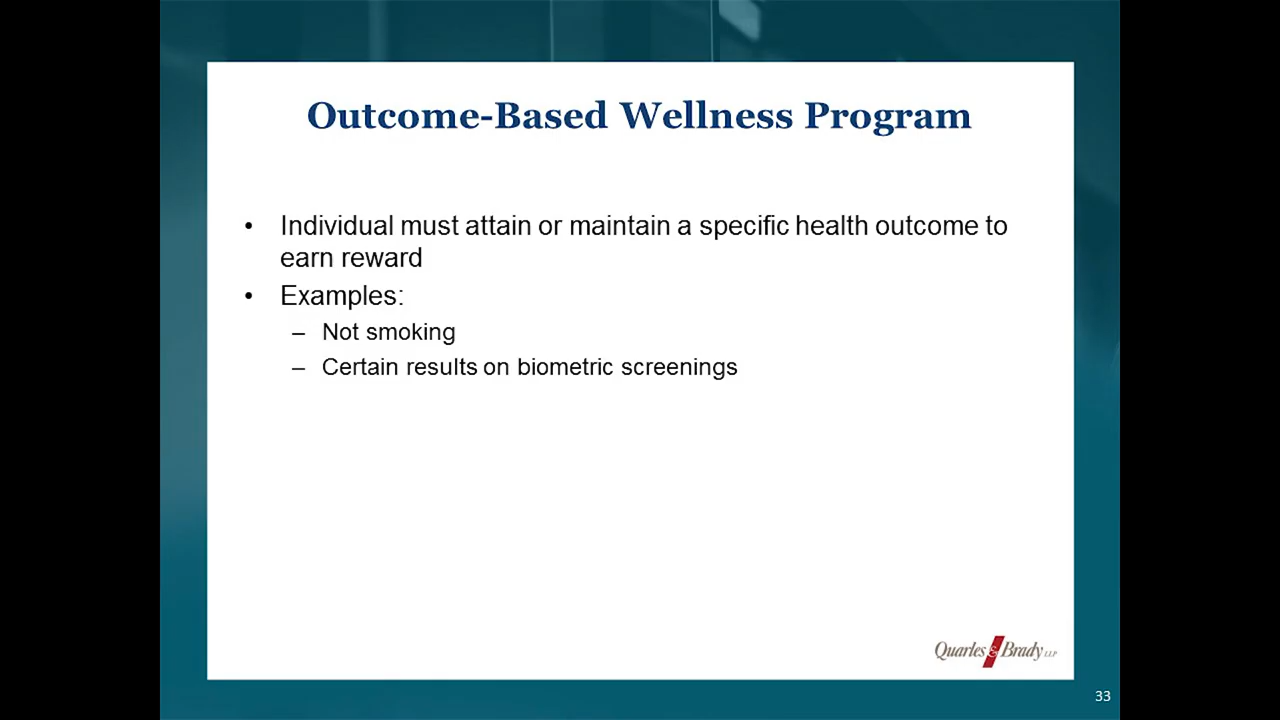 Outcome-Based Wellness Program
• Individual must attain or maintain a specific health outcome to
earn reward
• Examples:
– Not smoking
– Certain results on biometric screenings
Quarles & Brady LLP
33